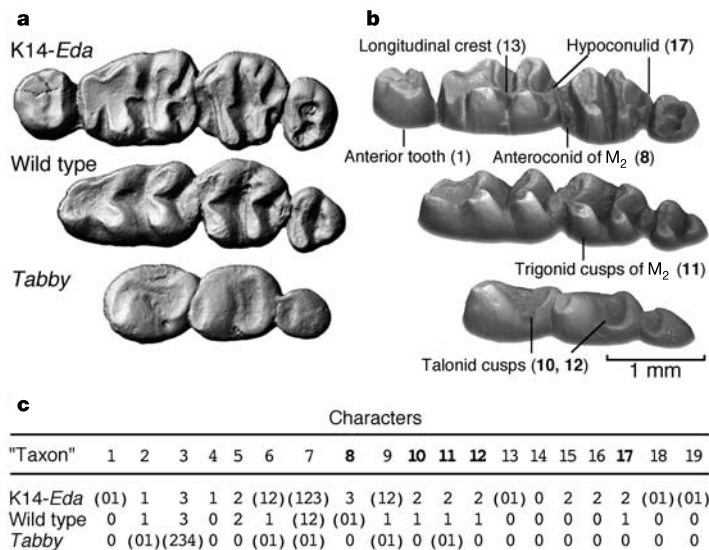 a
K14-Eda
Wild type
Tabby
b
Longitudinal crest (13) Hypoconulid (17)
Anterior tooth (1) Anteroconid of M2 (8)
Trigonid cusps of M2 (11)
Talonid cusps (10, 12)
1 mm
c
Characters
"Taxon" 1 2 3 4 5 6 7 8 9 10 11 12 13 14 15 16 17 18 19
K14-Eda (01) 1 3 1 2 (12) (123) 3 (12) 2 2 2 (01) 0 2 2 2 (01) (01)
Wild type 0 1 3 0 2 1 (12) (01) 1 1 1 1 0 0 0 0 1 0 0
Tabby 0 (01) (234) 0 0 (01) (01) 0 (01) 0 (01) 0 0 0 0 0 0 0 0